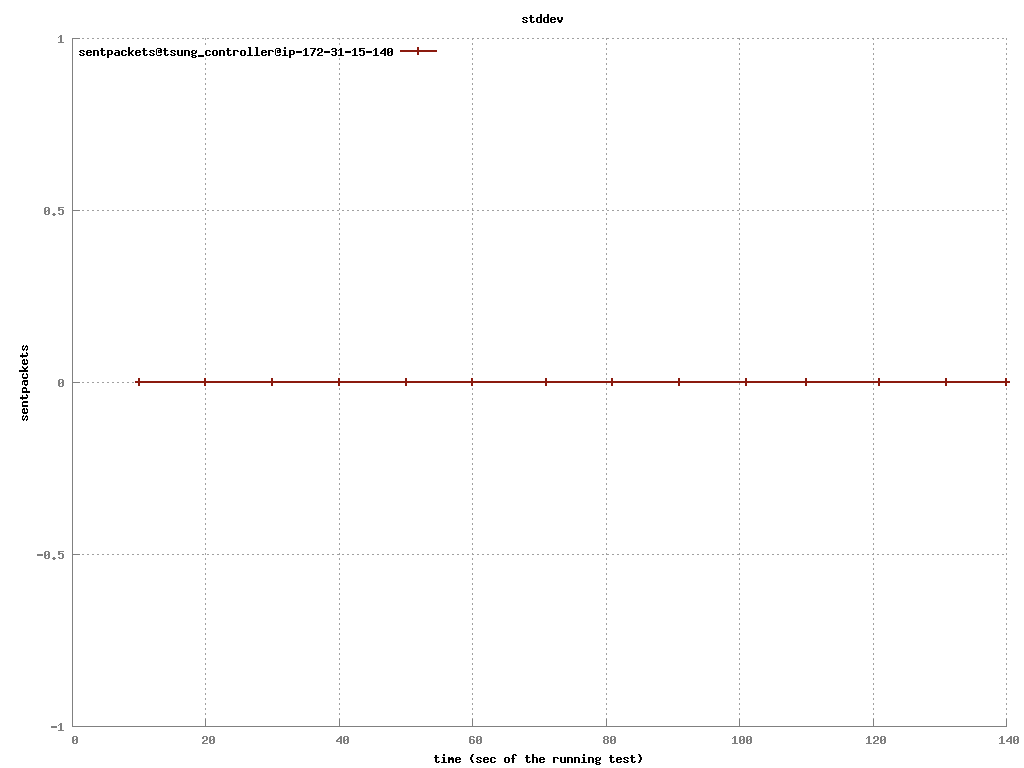 stddev
sentpackets@tsung_controller@ip-172-31-15-140
1
0.5
0
-0.5
-1
sentpackets
0 20 40 60 80 100 120 140
time (sec of the running test)